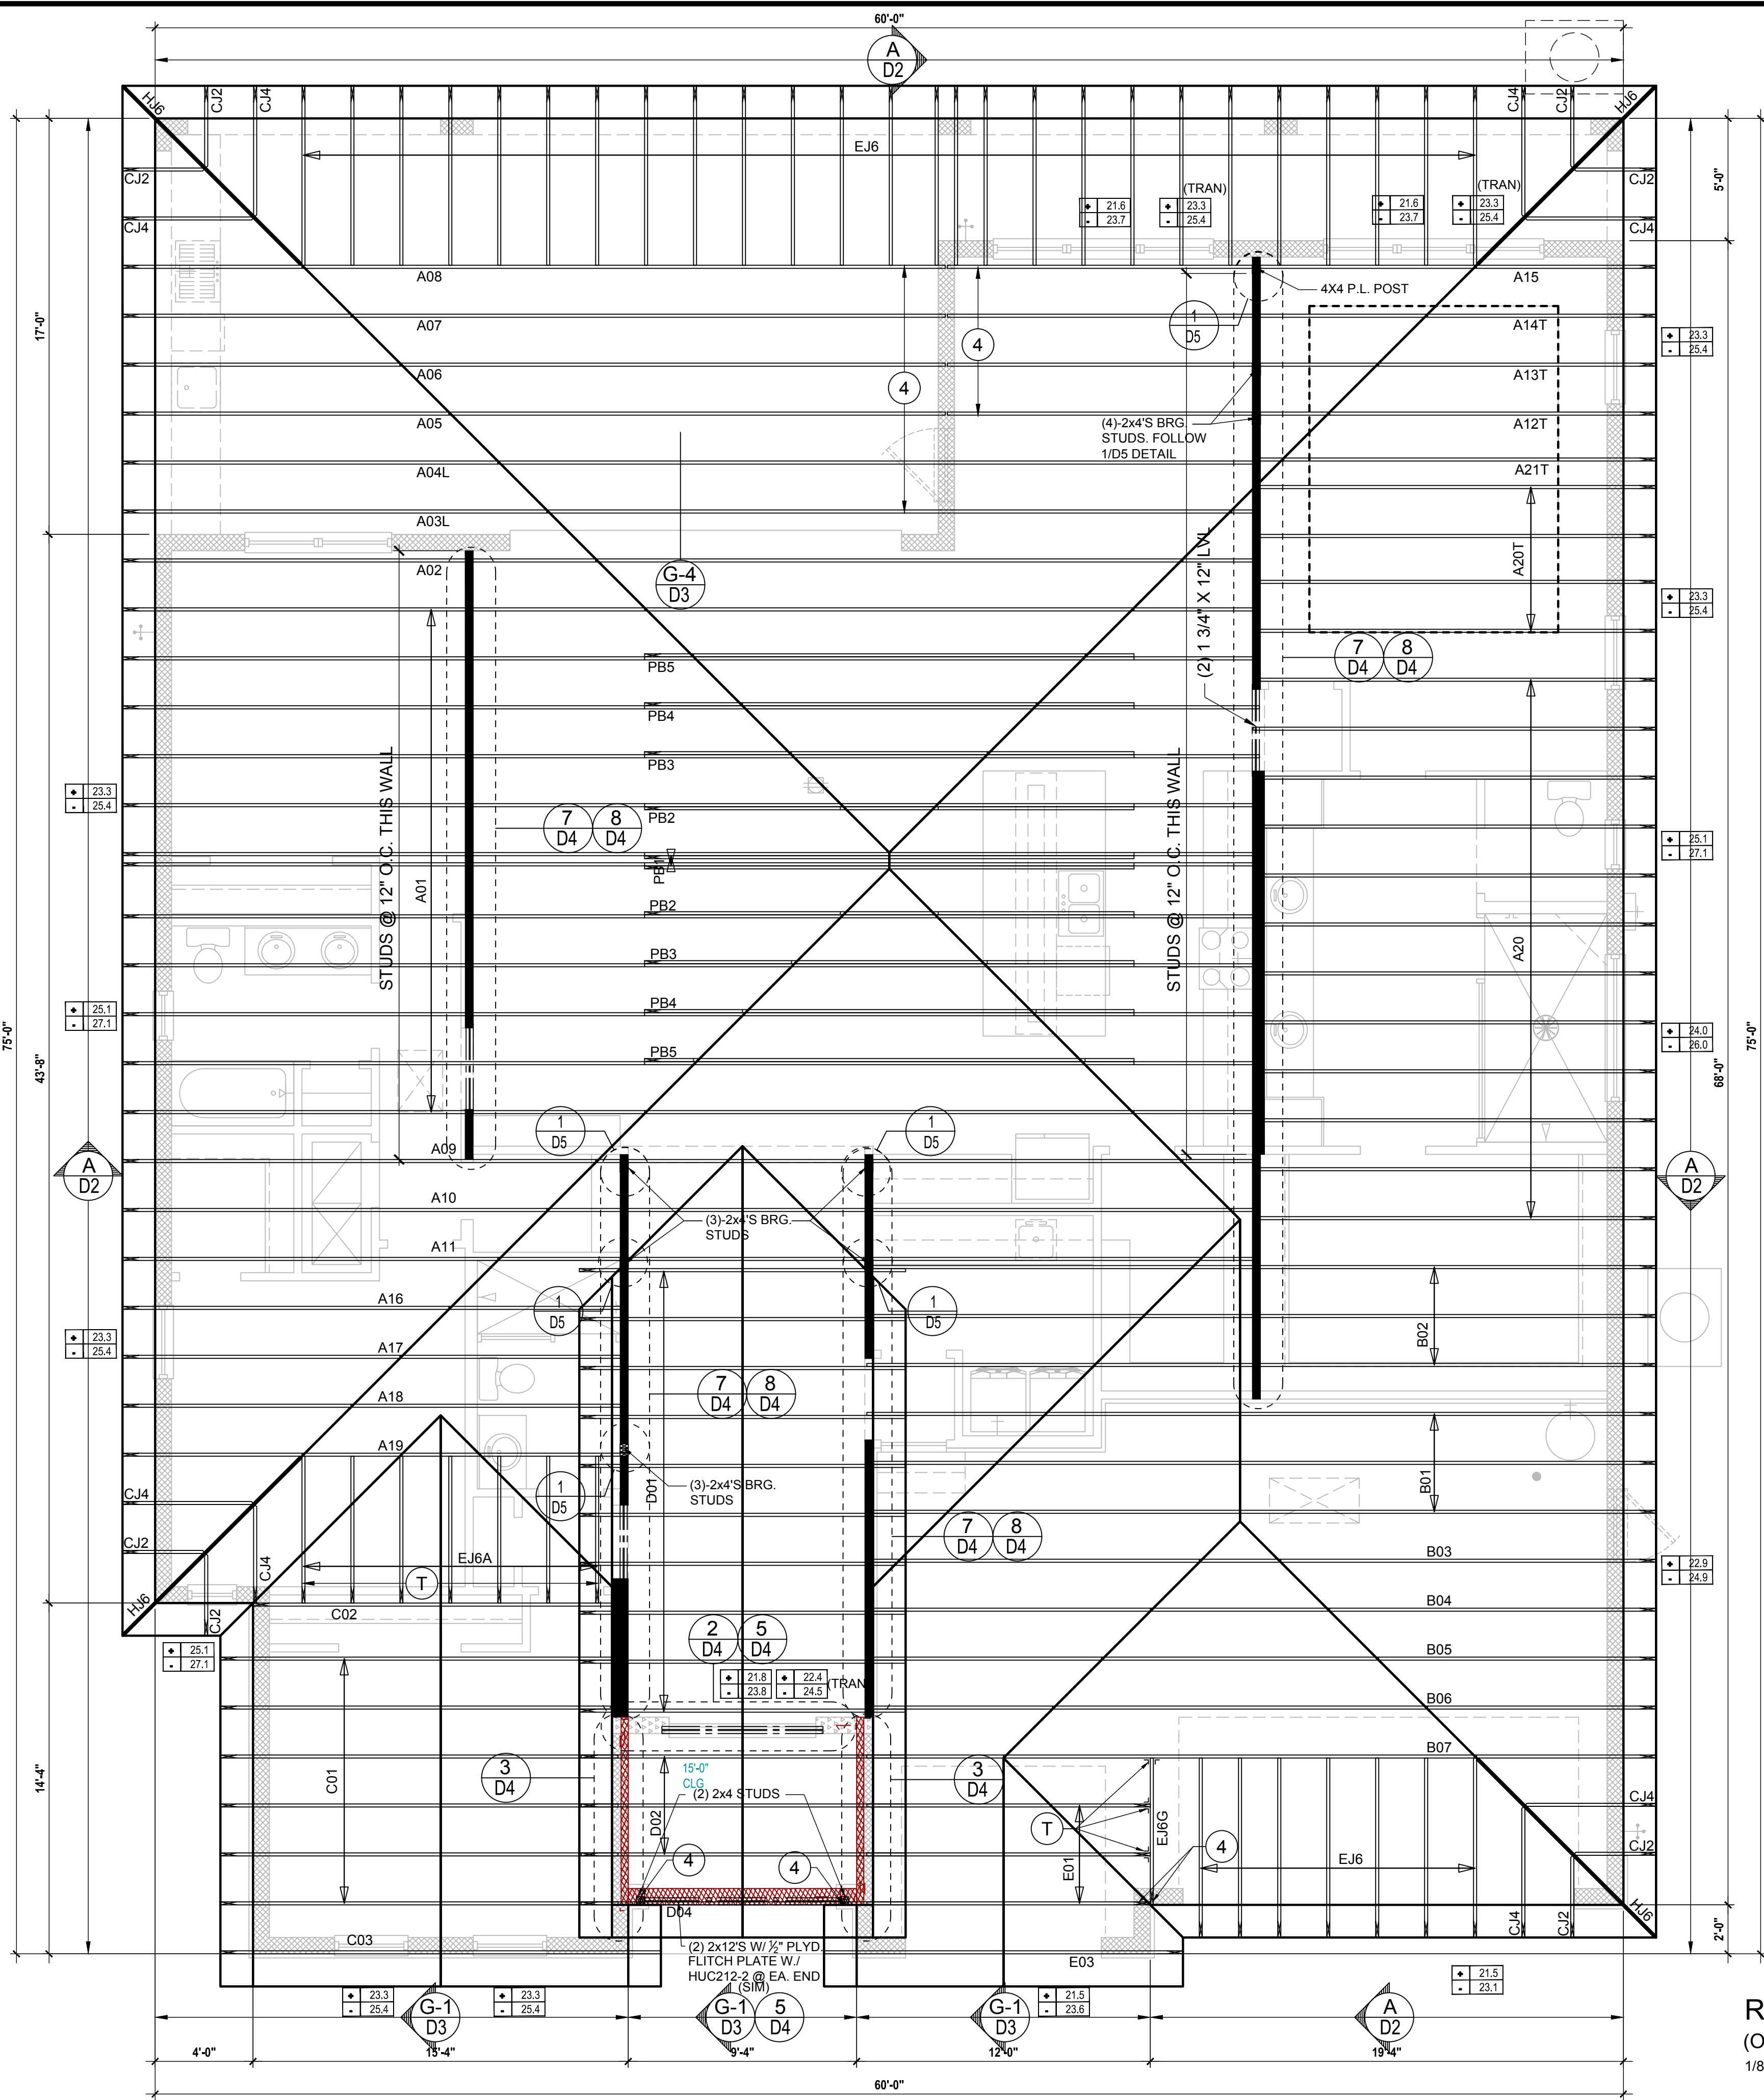 60'-0"
A
D2
HJ6
CJ2
CJ4
CJ4
CJ2
HJ6
EJ6
CJ2
CJ4
CJ2
CJ4
5'-0"
(TRAN)
+ 21.6
- 23.7
+ 23.3
- 25.4
(TRAN)
+ 21.6
- 23.7
+ 23.3
- 25.4
A08
A15
4X4 P.L. POST
17'-0"
A07
1
D5
A14T
+ 23.3
- 25.4
4
4
A06
A13T
A05
(4)-2x4'S BRG.
STUDS. FOLLOW
1/D5 DETAIL
A12T
A04L
A21T
A03L
A20T
A02
G-4
D3
(2) 1 3/4" X 12" LVL
+ 23.3
- 25.4
7
D4
8
D4
PB5
PB4
PB3
PB2
PB1
PB2
PB3
PB4
PB5
STUDS @ 12" O.C. THIS WALL
A01
7
D4
8
D4
STUDS @ 12" O.C. THIS WALL
A20
+ 23.3
- 25.4
+ 25.1
- 27.1
+ 25.1
- 27.1
+ 24.0
- 26.0
75'-0"
43'-8"
68'-0"
75'-0"
A
D2
A
D2
A09
1
D5
1
D5
A10
(3)-2x4'S BRG.
STUDS
A11
A16
1
D5
1
D5
A17
B02
+ 23.3
- 25.4
7
D4
8
D4
A18
A19
(3)-2x4'S BRG.
STUDS
1
D5
D01
B01
CJ4
CJ2
CJ4
CJ2
HJ6
EJ6A
T
7
D4
8
D4
B03
+ 22.9
- 24.9
C02
B04
2
D4
5
D4
B05
+ 25.1
- 27.1
+ 21.8
- 23.8
+ 22.4
- 24.5
(TRAN
B06
B07
14'-4"
C01
3
D4
15'-0"
CLG
(2) 2x4 STUDS
3
D4
D02
T
E01
EJ6G
4
EJ6
CJ4
CJ2
4
4
CJ4
CJ2
HJ6
D04
2'-0"
C03
(2) 2x12'S W/ ½" PLYD.
FLITCH PLATE W./
HUC212-2 @ EA. END
(SIM)
E03
+ 23.3
- 25.4
+ 23.3
- 25.4
+ 21.5
- 23.6
+ 21.5
- 23.1
G-1
D3
G-1
D3
5
D4
G-1
D3
A
D2
4'-0"
15'-4"
9'-4"
12'-0"
19'-4"
60'-0"
R
(O
1/8